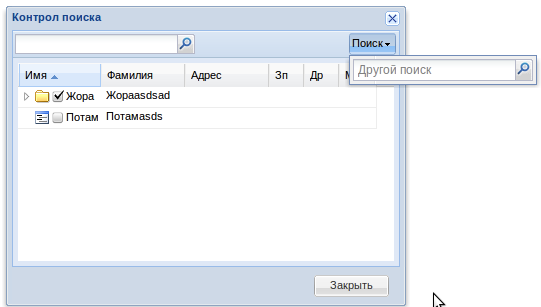 Контрол поиска
Поиск
Другой поиск
Имя Фамилия Адрес Зп Др
Жора Жораasdsad
Потам Потамasds
Закрыть